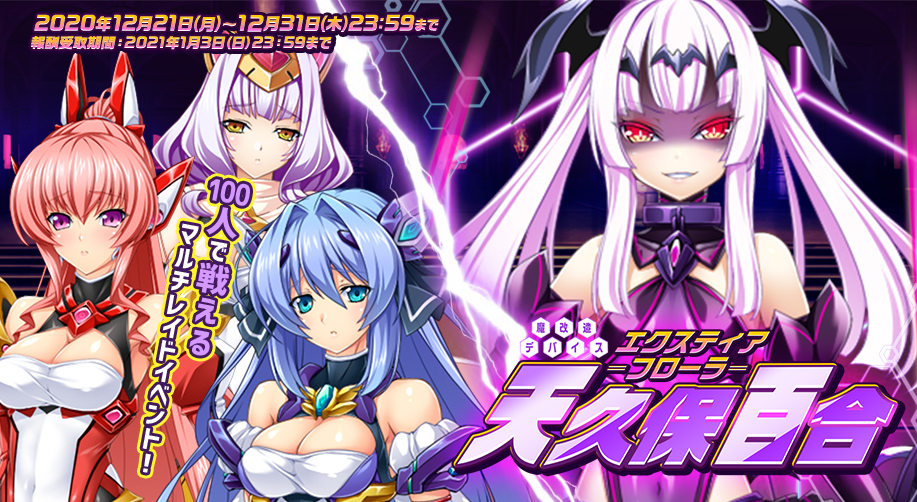 2020年12月21日(月)~12月31日(木)23:59まで
報酬受取期間:2021年1月3日(日)23:59まで
100人で戦える
マルチレイドイベント!
魔改造
デバイス
エクスティア
ーフローラー
天久保百合